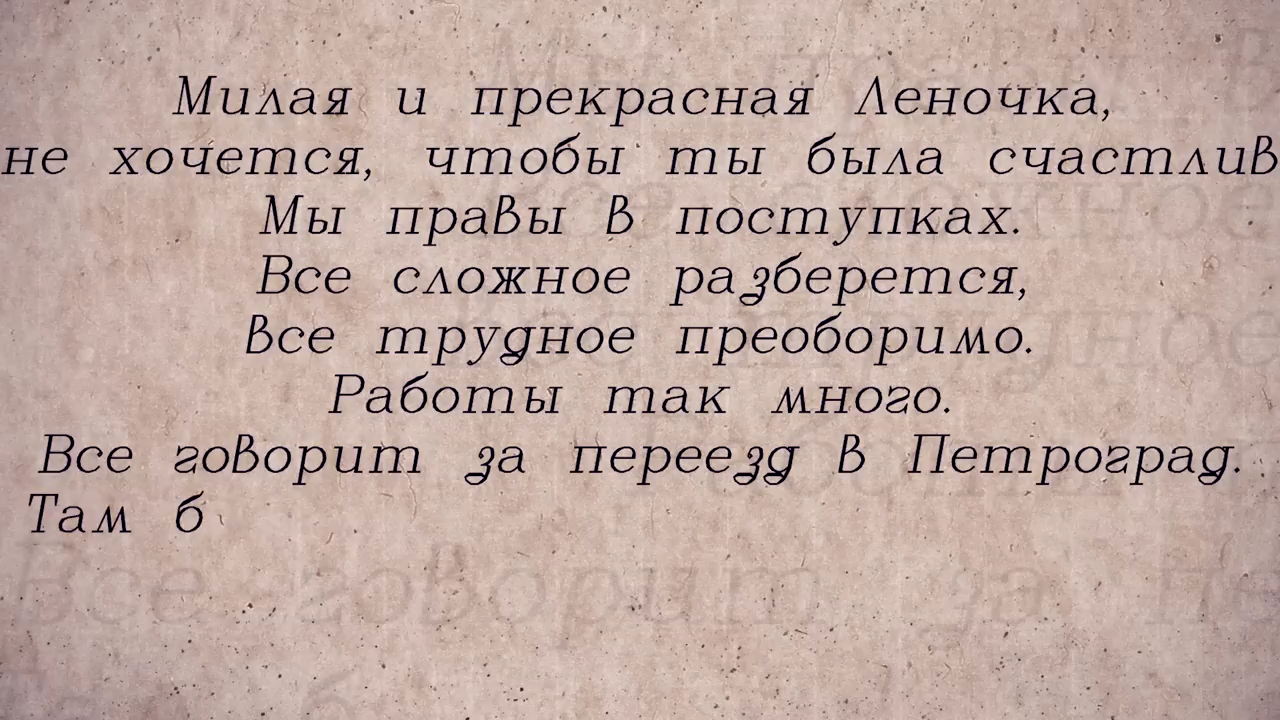 Милая и прекрасная Леночка,
не хочется, чтобы ты была счастлив
Мы правы в поступках.
Все сложное разберется,
все трудное преоборимо.
Работы так много.
Все говорит за переезд в Петроград.
Там б